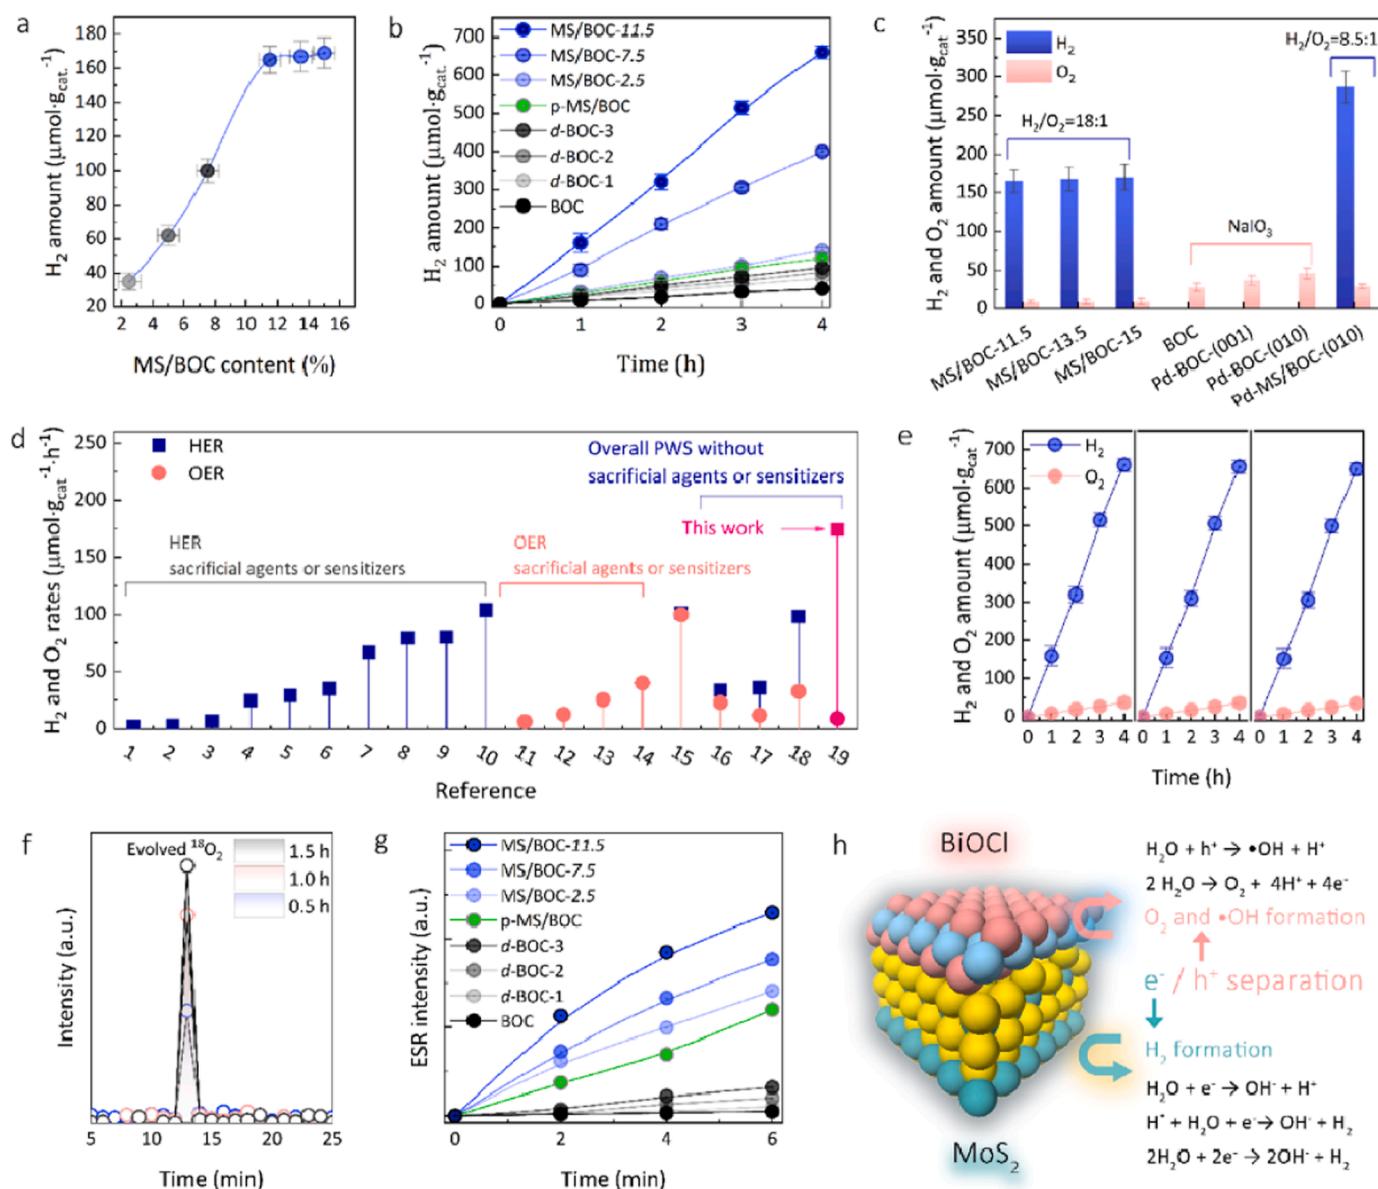 a
H₂ amount (μmol·g_cat.⁻¹)
180
160
140
120
100
80
60
40
20
2 4 6 8 10 12 14 16
MS/BOC content (%)
b
H₂ amount (μmol·g_cat.⁻¹)
700
600
500
400
300
200
100
0
MS/BOC-11.5
MS/BOC-7.5
MS/BOC-2.5
p-MS/BOC
d-BOC-3
d-BOC-2
d-BOC-1
BOC
0 1 2 3 4
Time (h)
c
H₂ and O₂ amount (μmol·g_cat⁻¹)
350
300
250
200
150
100
50
0
H₂
O₂
H₂/O₂=8.5:1
H₂/O₂=18:1
NaIO₃
MS/BOC-11.5
MS/BOC-13.5
MS/BOC-15
BOC
Pd-BOC-(001)
Pd-BOC-(010)
Pd-MS/BOC-(010)
d
H₂ and O₂ rates (μmol·g_cat⁻¹·h⁻¹)
250
200
150
100
50
0
HER
OER
Overall PWS without
sacrificial agents or sensitizers
This work
HER
sacrificial agents or sensitizers
OER
sacrificial agents or sensitizers
1 2 3 4 5 6 7 8 9 10 11 12 13 14 15 16 17 18 19
Reference
e
H₂ and O₂ amount (μmol·g_cat⁻¹)
700
600
500
400
300
200
100
0
H₂
O₂
0 1 2 3 4 0 1 2 3 4 0 1 2 3 4
Time (h)
f
Intensity (a.u.)
Evolved ¹⁸O₂
1.5 h
1.0 h
0.5 h
5 10 15 20 25
Time (min)
g
ESR intensity (a.u.)
MS/BOC-11.5
MS/BOC-7.5
MS/BOC-2.5
p-MS/BOC
d-BOC-3
d-BOC-2
d-BOC-1
BOC
0 2 4 6
Time (min)
h
BiOCl
MoS₂
H₂O + h⁺ → •OH + H⁺
2 H₂O → O₂ + 4H⁺ + 4e⁻
O₂ and •OH formation
e⁻ / h⁺ separation
H₂ formation
H₂O + e⁻ → OH⁻ + H⁺
H* + H₂O + e⁻→ OH⁻ + H₂
2H₂O + 2e⁻ → 2OH⁻ + H₂